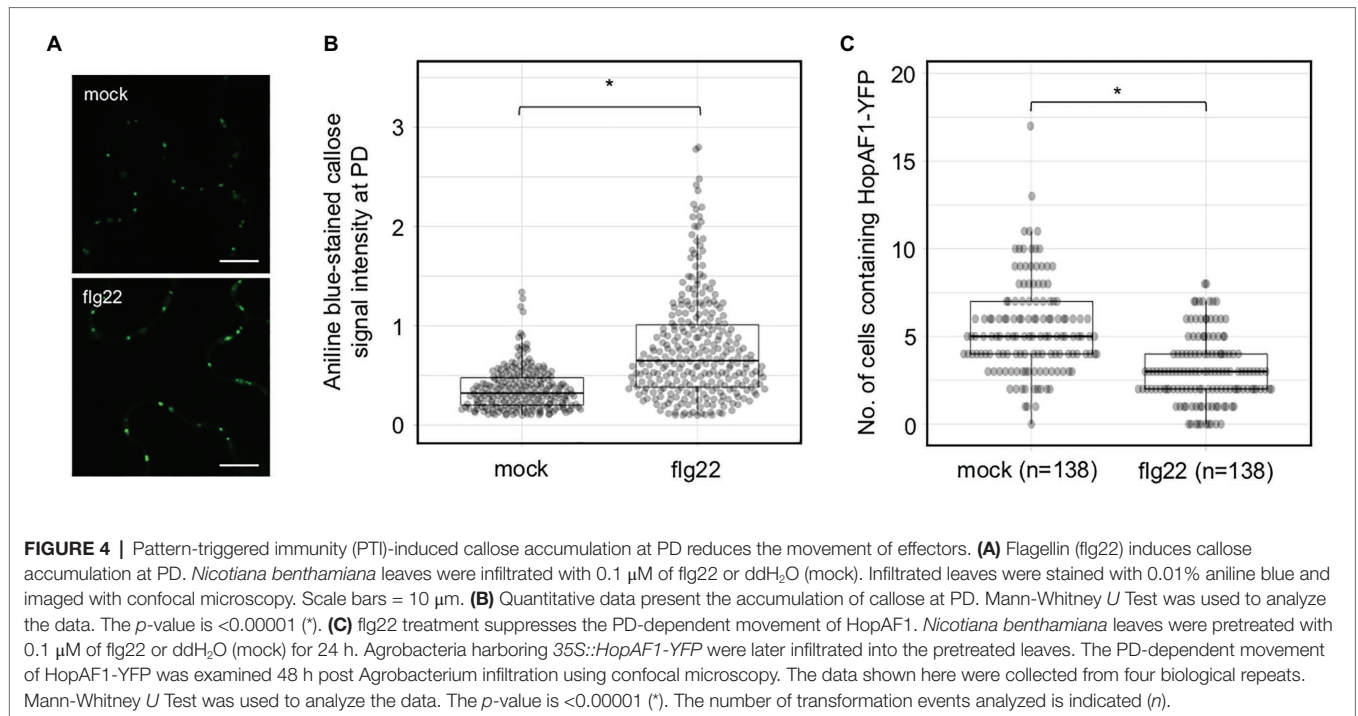 A
mock
flg22
B
Aniline blue-stained callose
signal intensity at PD
3
2
1
0
*
mock
flg22
C
No. of cells containing HopAF1-YFP
20
15
10
5
0
*
mock (n=138)
flg22 (n=138)
FIGURE 4 | Pattern-triggered immunity (PTI)-induced callose accumulation at PD reduces the movement of effectors. (A) Flagellin (flg22) induces callose
accumulation at PD. Nicotiana benthamiana leaves were infiltrated with 0.1 μM of flg22 or ddH₂O (mock). Infiltrated leaves were stained with 0.01% aniline blue and
imaged with confocal microscopy. Scale bars = 10 μm. (B) Quantitative data present the accumulation of callose at PD. Mann-Whitney U Test was used to analyze
the data. The p-value is <0.00001 (*). (C) flg22 treatment suppresses the PD-dependent movement of HopAF1. Nicotiana benthamiana leaves were pretreated with
0.1 μM of flg22 or ddH₂O (mock) for 24 h. Agrobacteria harboring 35S::HopAF1-YFP were later infiltrated into the pretreated leaves. The PD-dependent movement
of HopAF1-YFP was examined 48 h post Agrobacterium infiltration using confocal microscopy. The data shown here were collected from four biological repeats.
Mann-Whitney U Test was used to analyze the data. The p-value is <0.00001 (*). The number of transformation events analyzed is indicated (n).